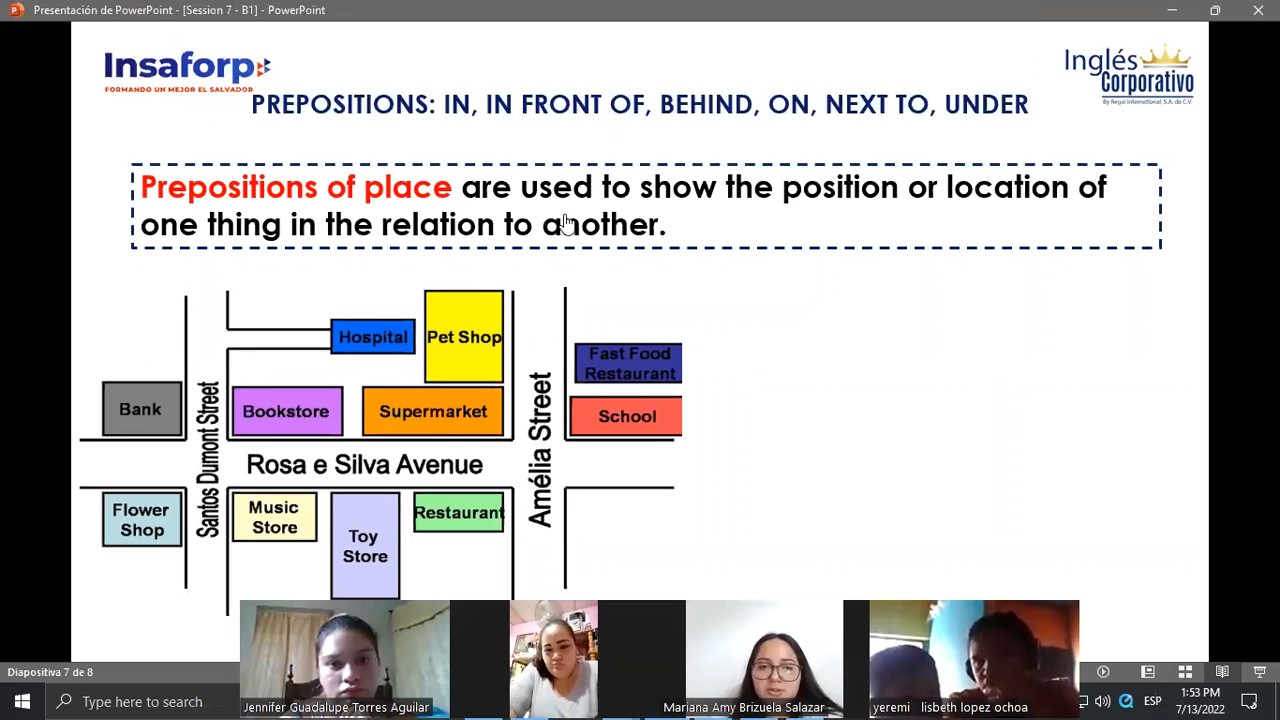 Presentación de PowerPoint - [Session 7 - B1] - PowerPoint
Insaforp
FORMANDO UN MEJOR EL SALVADOR
Inglés
Corporativo
By Regal International, S.A. de C.V.
PREPOSITIONS: IN, IN FRONT OF, BEHIND, ON, NEXT TO, UNDER
Prepositions of place are used to show the position or location of
one thing in the relation to another.
Hospital
Pet Shop
Fast Food
Restaurant
Bank
Santos Dumont Street
Bookstore
Supermarket
Amélia Street
School
Rosa e Silva Avenue
Flower
Shop
Music
Store
Toy
Store
Restaurant
Diapositiva 7 de 8
Jennifer Guadalupe Torres Aguilar
Mariana Amy Brizuela Salazar
yeremi lisbeth lopez ochoa
Type here to search
ESP
1:53 PM
7/13/2022